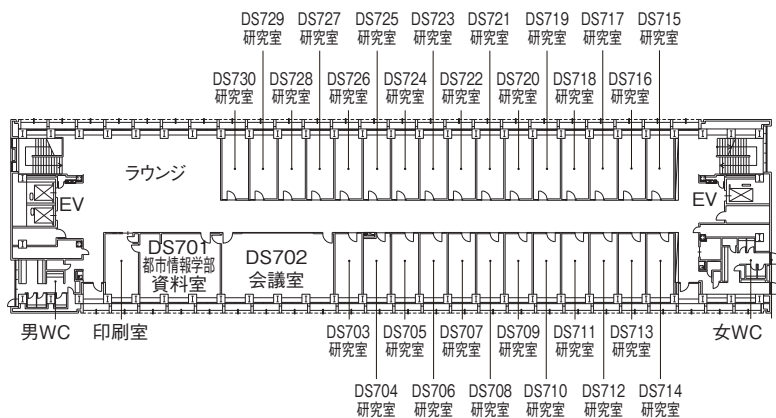 DS729
研究室
DS727
研究室
DS725
研究室
DS723
研究室
DS721
研究室
DS719
研究室
DS717
研究室
DS715
研究室
DS730
研究室
DS728
研究室
DS726
研究室
DS724
研究室
DS722
研究室
DS720
研究室
DS718
研究室
DS716
研究室
ラウンジ
EV
EV
DS701
都市情報学部
資料室
DS702
会議室
男WC
印刷室
DS703
研究室
DS705
研究室
DS707
研究室
DS709
研究室
DS711
研究室
DS713
研究室
女WC
DS704
研究室
DS706
研究室
DS708
研究室
DS710
研究室
DS712
研究室
DS714
研究室